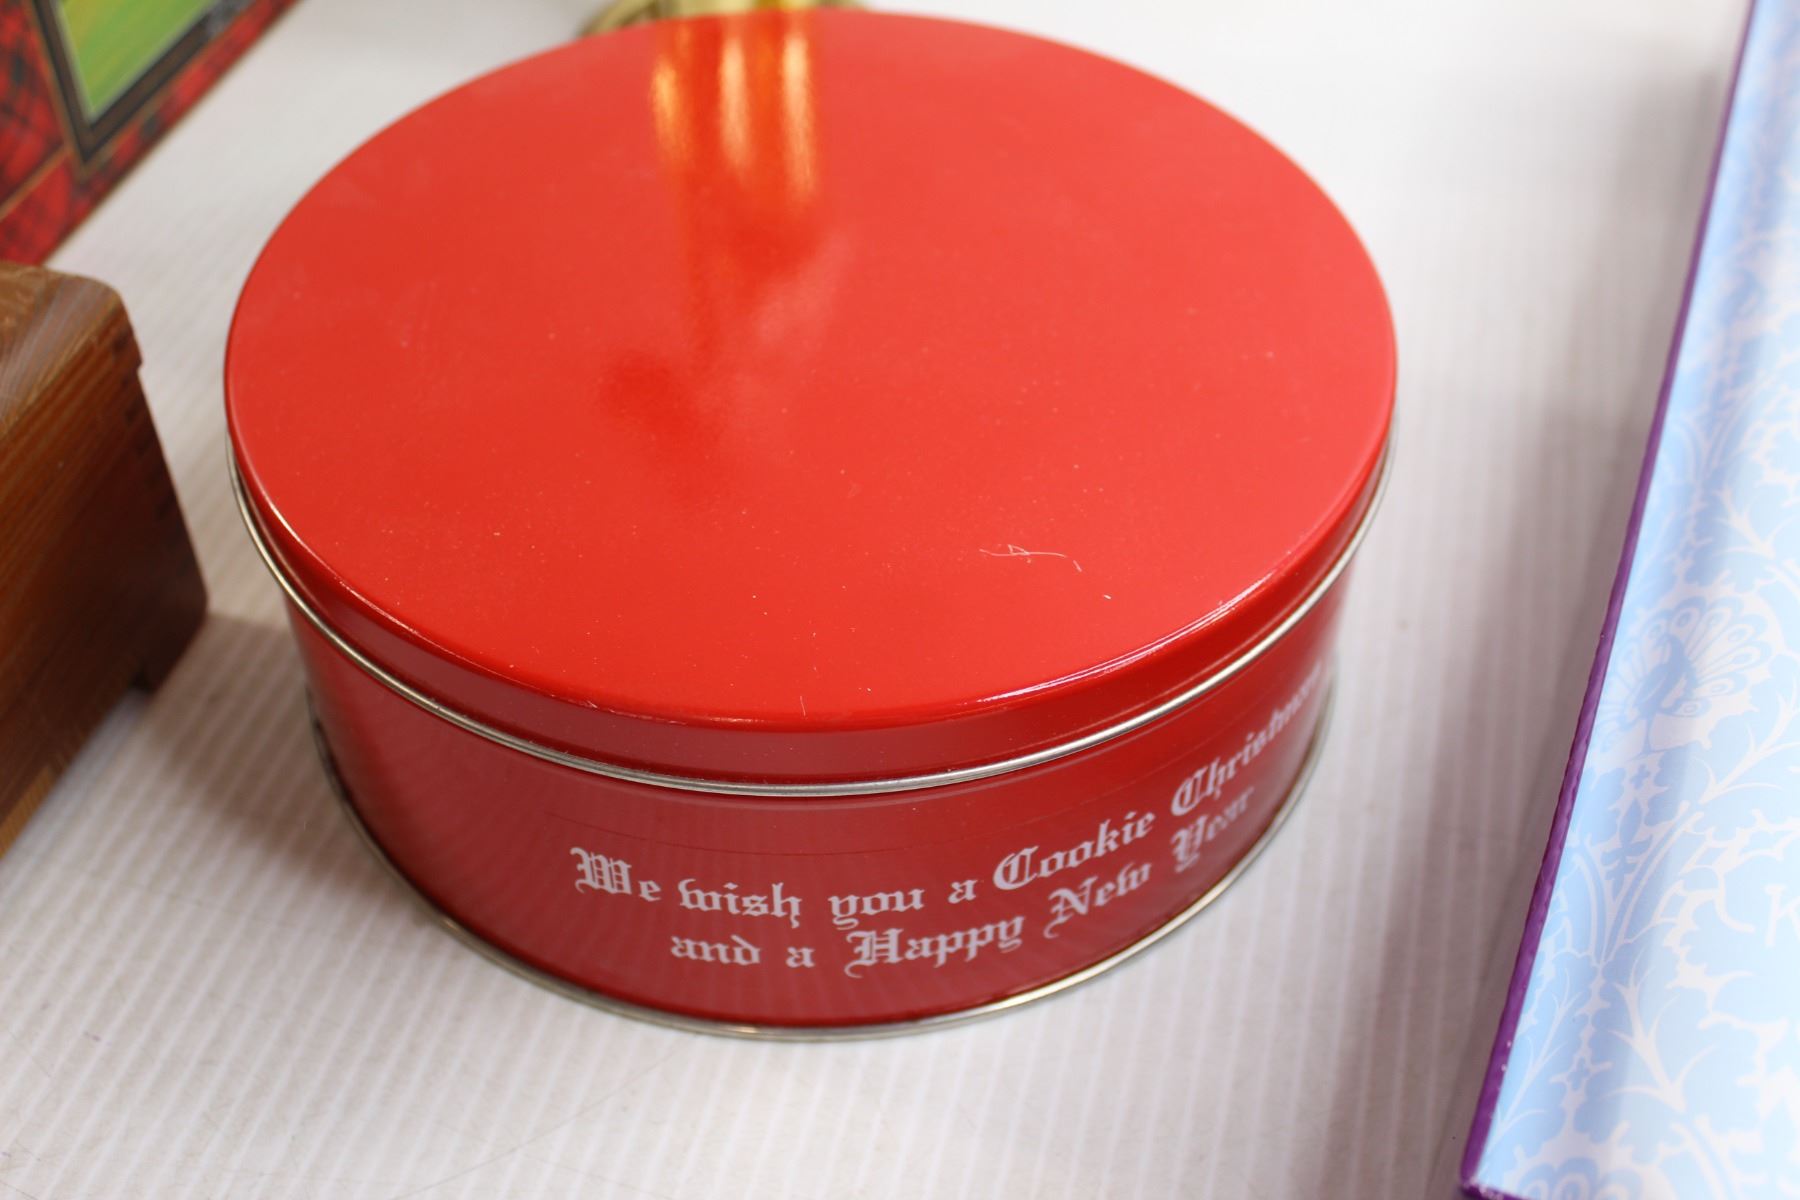 We wish you a Cookie Christmas
and a Happy New Year